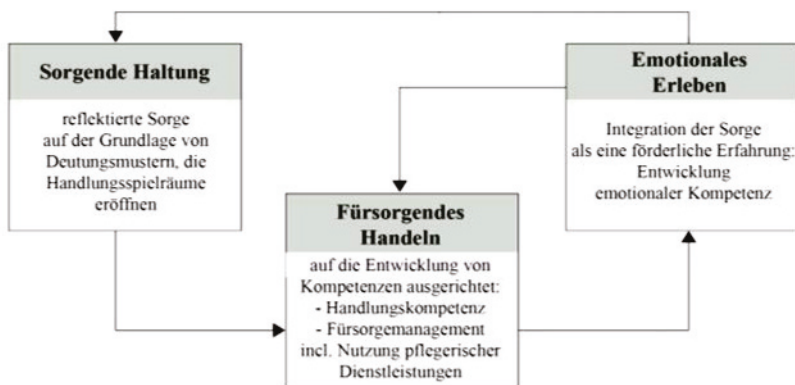 Sorgende Haltung
reflektierte Sorge
auf der Grundlage von
Deutungsmustern, die
Handlungsspielräume
eröffnen
Fürsorgendes
Handeln
auf die Entwicklung von
Kompetenzen ausgerichtet:
- Handlungskompetenz
- Fürsorgemanagement
incl. Nutzung pflegerischer
Dienstleistungen
Emotionales
Erleben
Integration der Sorge
als eine förderliche Erfahrung:
Entwicklung
emotionaler Kompetenz